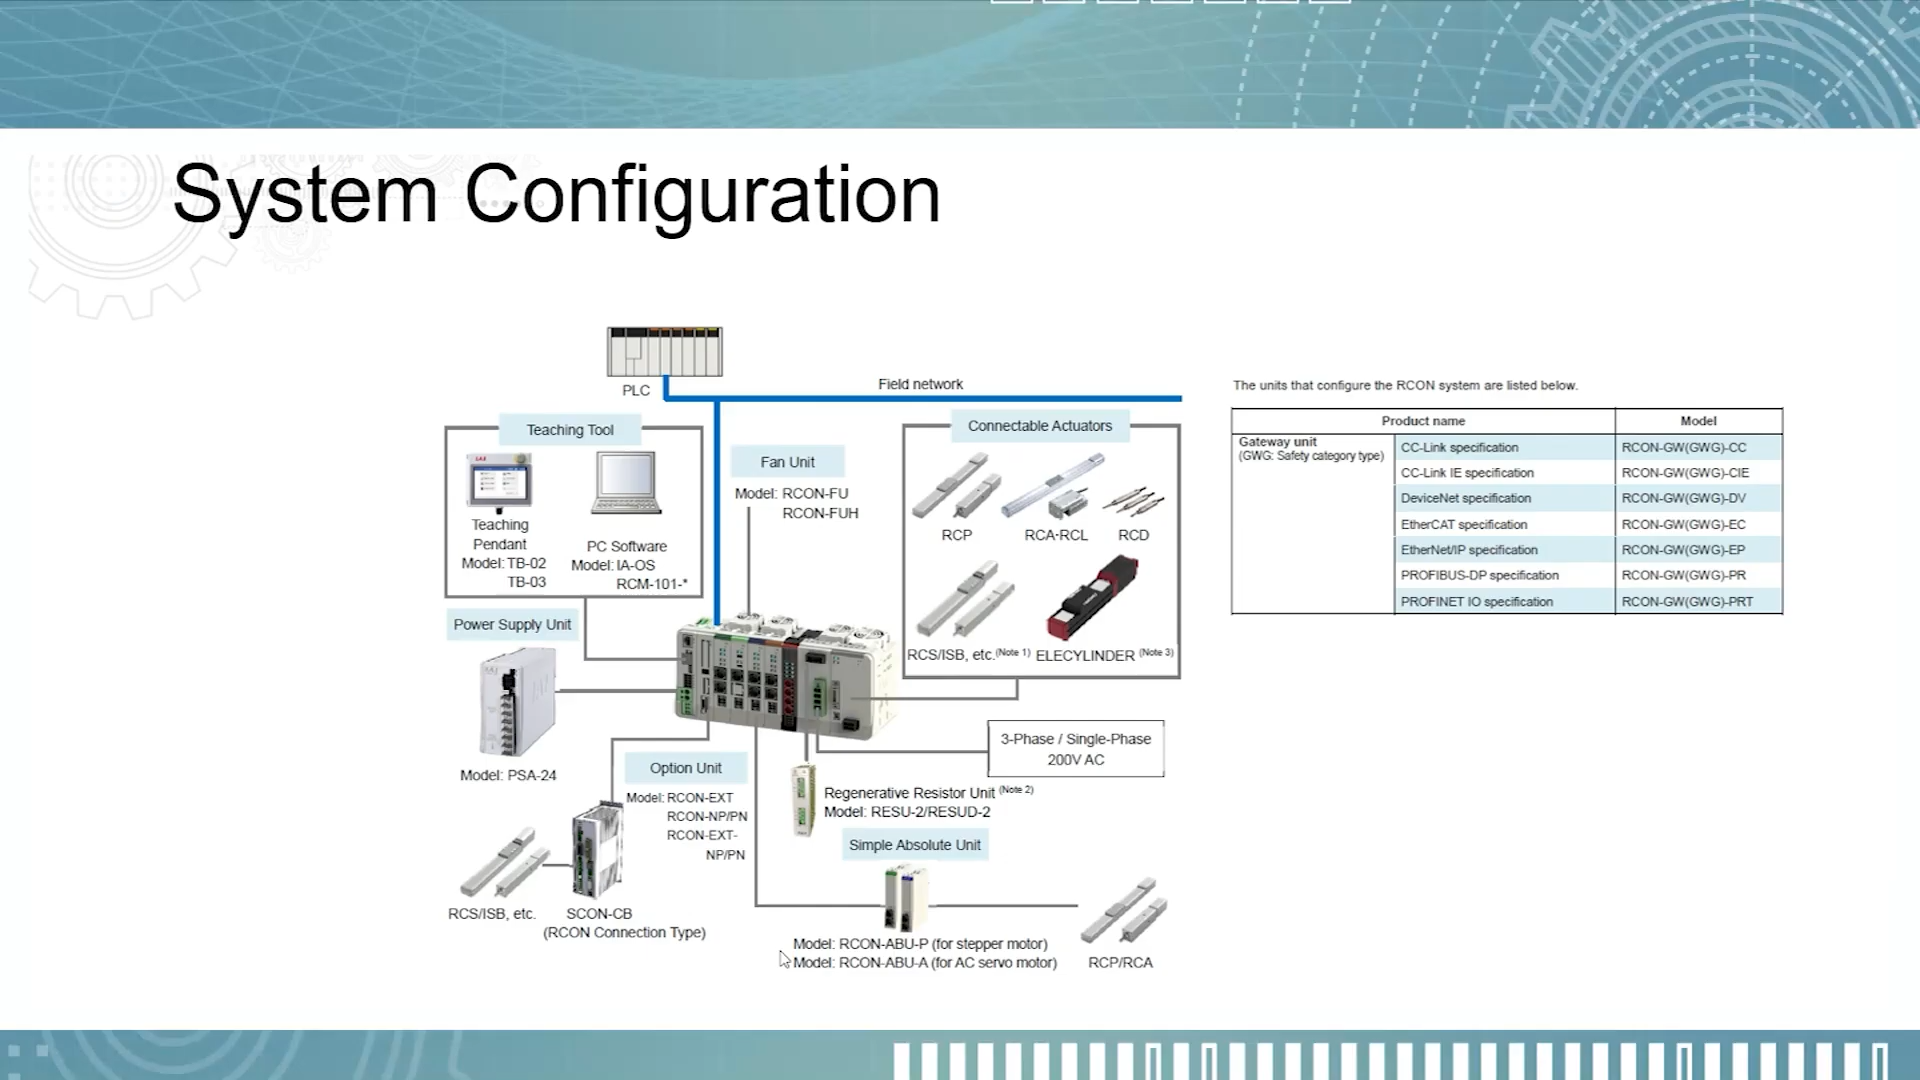 System Configuration
PLC
Field network
Teaching Tool
IAI
Teaching
Pendant
Model: TB-02
TB-03
PC Software
Model: IA-OS
RCM-101-*
Fan Unit
Model: RCON-FU
RCON-FUH
Connectable Actuators
RCP
RCA·RCL
RCD
RCS/ISB, etc.(Note 1)
ELECYLINDER (Note 3)
Power Supply Unit
Model: PSA-24
3-Phase / Single-Phase
200V AC
Option Unit
Model: RCON-EXT
RCON-NP/PN
RCON-EXT-
NP/PN
Regenerative Resistor Unit (Note 2)
Model: RESU-2/RESUD-2
Simple Absolute Unit
RCS/ISB, etc.
SCON-CB
(RCON Connection Type)
Model: RCON-ABU-P (for stepper motor)
Model: RCON-ABU-A (for AC servo motor)
RCP/RCA
The units that configure the RCON system are listed below.
Product name Model
Gateway unit
(GWG: Safety category type)
CC-Link specification RCON-GW(GWG)-CC
CC-Link IE specification RCON-GW(GWG)-CIE
DeviceNet specification RCON-GW(GWG)-DV
EtherCAT specification RCON-GW(GWG)-EC
EtherNet/IP specification RCON-GW(GWG)-EP
PROFIBUS-DP specification RCON-GW(GWG)-PR
PROFINET IO specification RCON-GW(GWG)-PRT